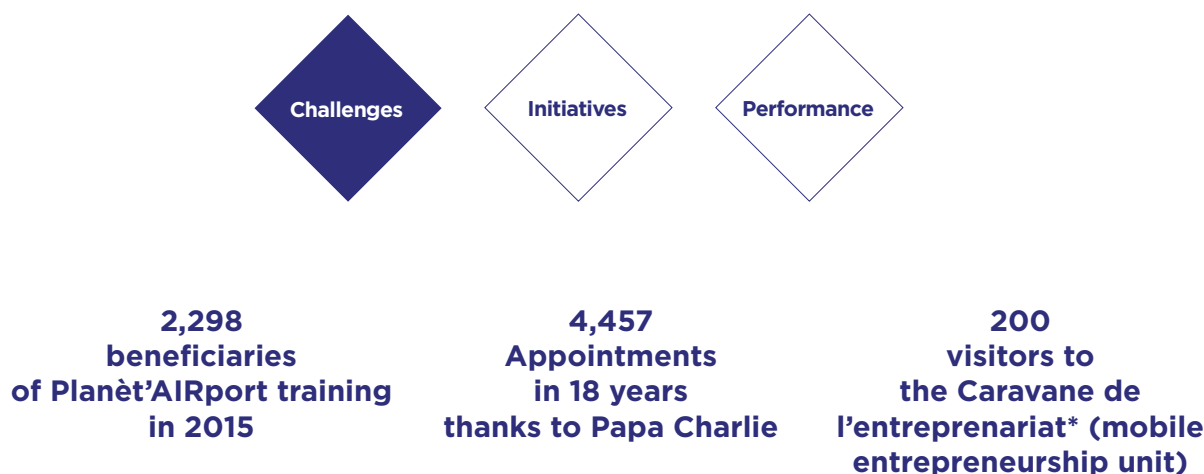 Challenges
Initiatives
Performance
2,298
beneficiaries
of Planèt’AIRport training
in 2015
4,457
Appointments
in 18 years
thanks to Papa Charlie
200
visitors to
the Caravane de
l’entreprenariat* (mobile
entrepreneurship unit)